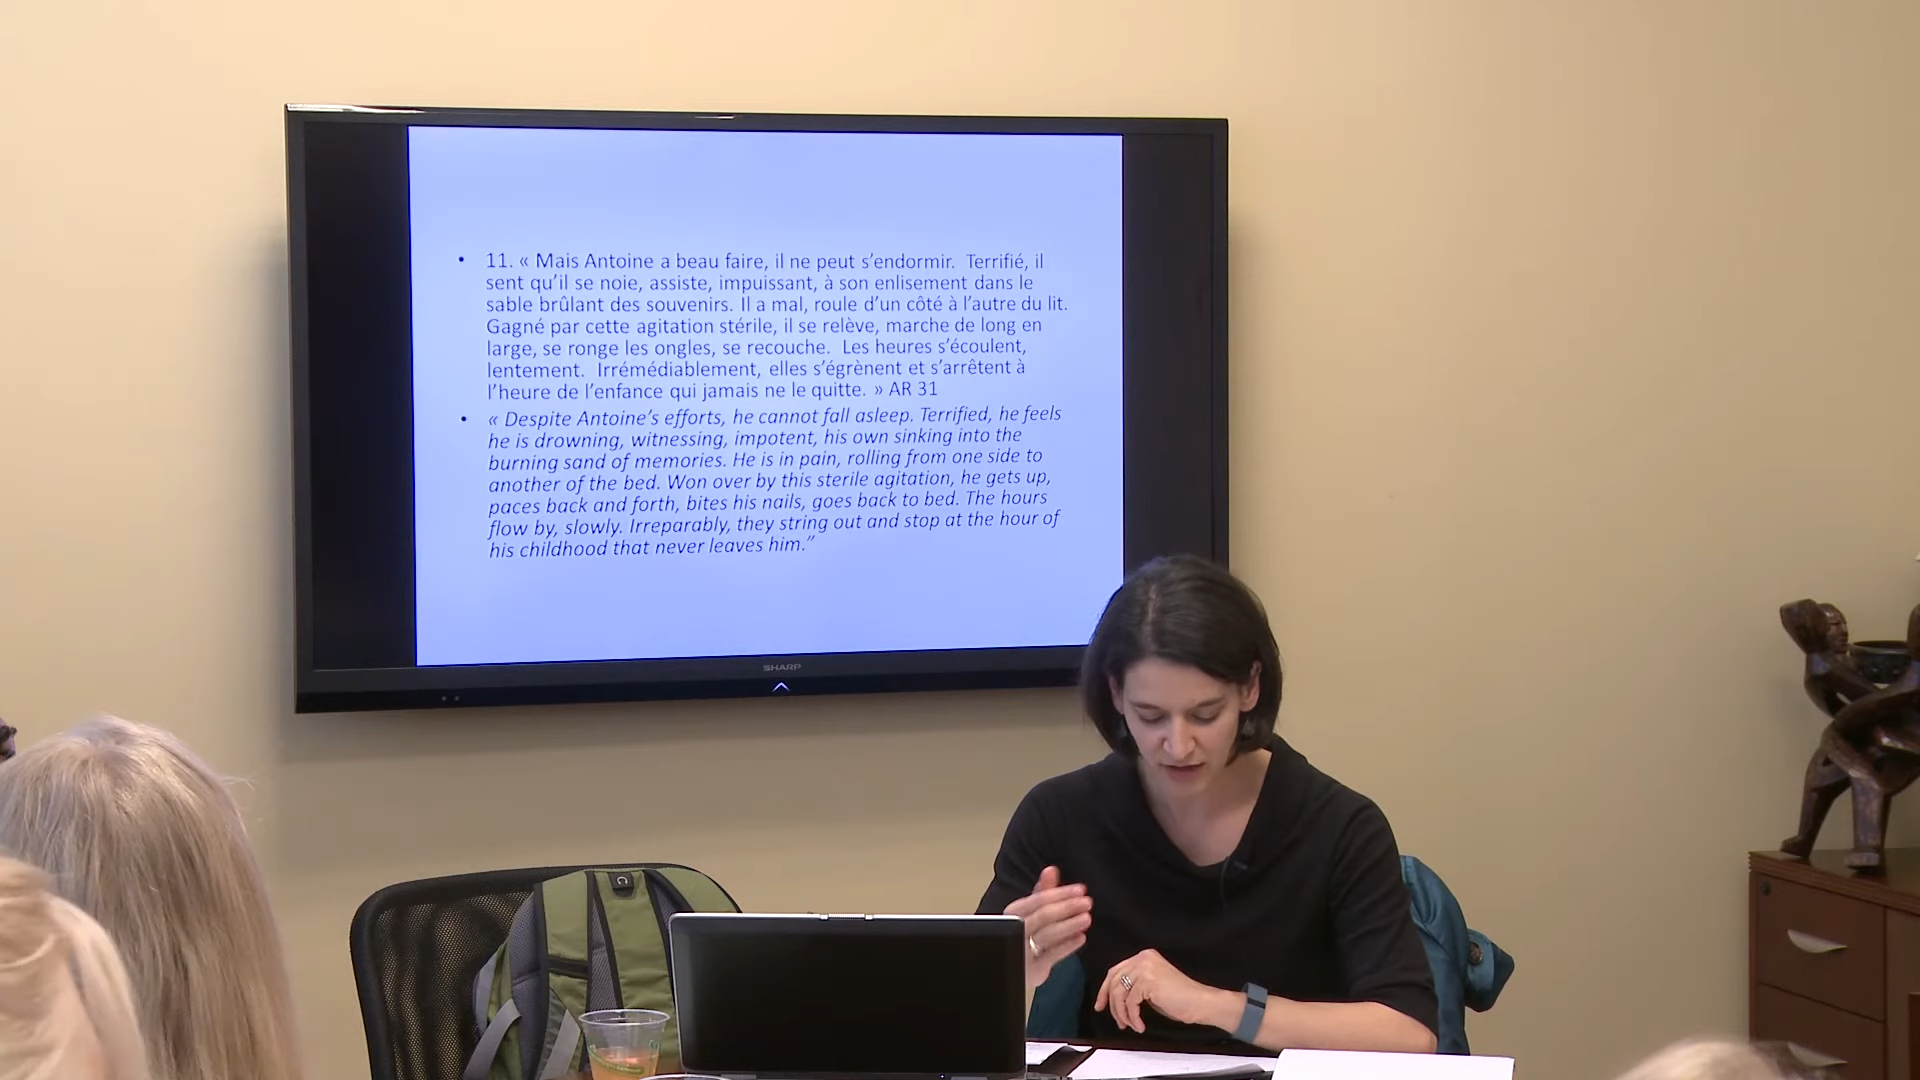 • 11. « Mais Antoine a beau faire, il ne peut s’endormir. Terrifié, il
sent qu’il se noie, assiste, impuissant, à son enlisement dans le
sable brûlant des souvenirs. Il a mal, roule d’un côté à l’autre du lit.
Gagné par cette agitation stérile, il se relève, marche de long en
large, se ronge les ongles, se recouche. Les heures s’écoulent,
lentement. Irrémédiablement, elles s’égrènent et s’arrêtent à
l’heure de l’enfance qui jamais ne le quitte. » AR 31
• « Despite Antoine’s efforts, he cannot fall asleep. Terrified, he feels
he is drowning, witnessing, impotent, his own sinking into the
burning sand of memories. He is in pain, rolling from one side to
another of the bed. Won over by this sterile agitation, he gets up,
paces back and forth, bites his nails, goes back to bed. The hours
flow by, slowly. Irreparably, they string out and stop at the hour of
his childhood that never leaves him.”
SHARP